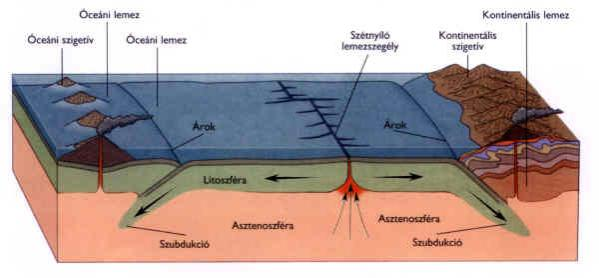 Óceáni lemez
Óceáni szigetív
Óceáni lemez
Szétnyíló
lemezszegély
Kontinentális lemez
Kontinentális
szigetív
Árok
Árok
Litoszféra
Asztenoszféra
Asztenoszféra
Szubdukció
Szubdukció